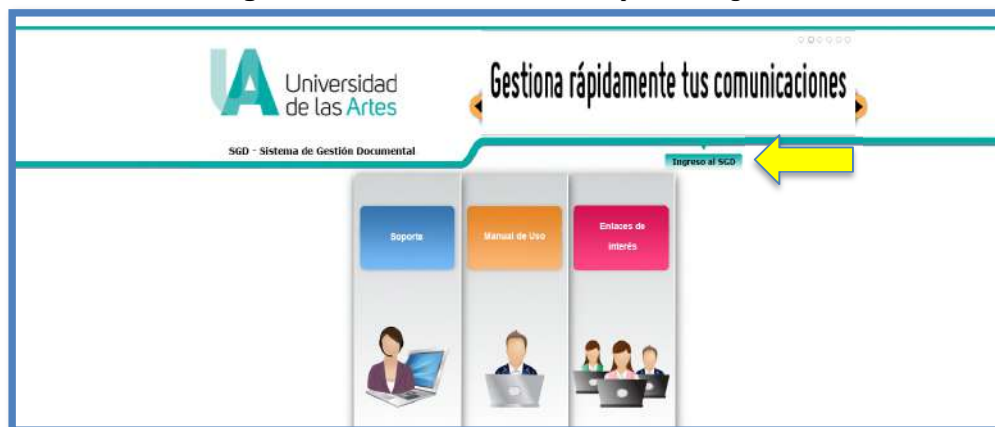 Universidad
de las Artes
Gestiona rápidamente tus comunicaciones
SGD - Sistema de Gestión Documental
Ingreso al SGD
Soporte
Manual de Uso
Enlaces de
interés